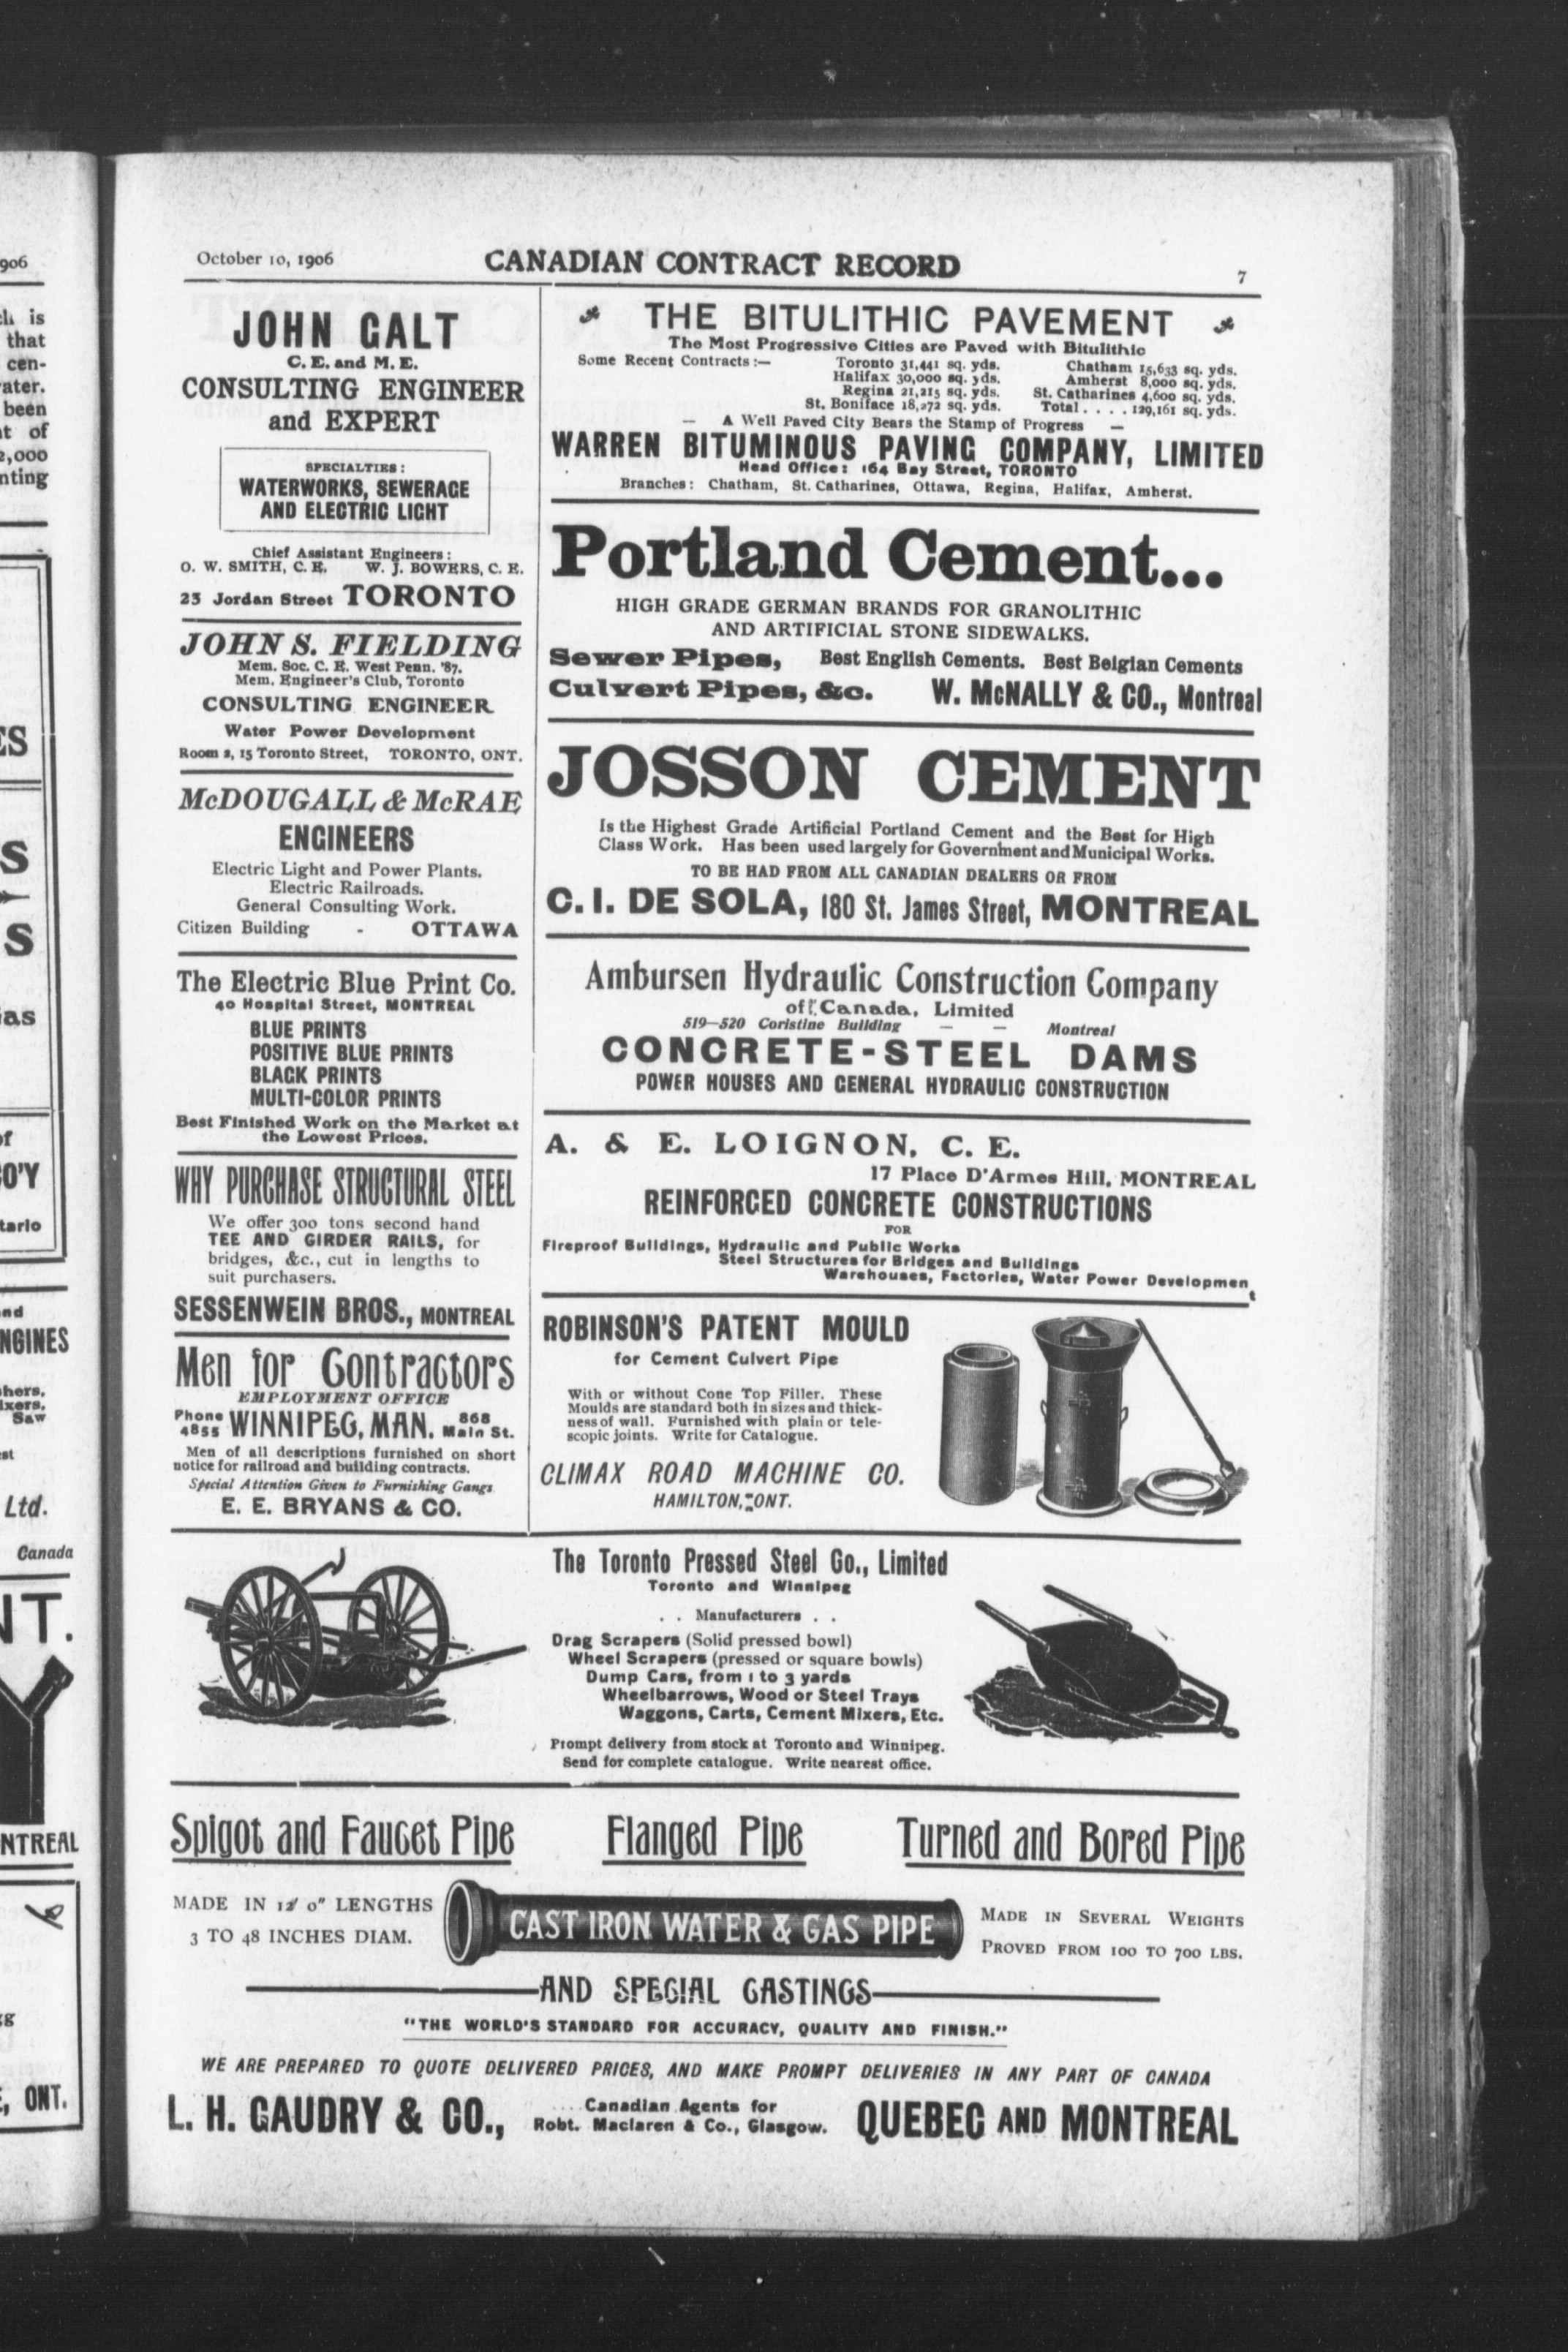 October 10, 1906
CANADIAN CONTRACT RECORD
7
JOHN GALT
C. E. and M. E.
CONSULTING ENGINEER
and EXPERT
SPECIALTIES:
WATERWORKS, SEWERAGE
AND ELECTRIC LIGHT
Chief Assistant Engineers:
O. W. SMITH, C. E. W. J. BOWERS, C. E.
23 Jordan Street TORONTO
JOHN S. FIELDING
Mem. Soc. C. E. West Penn. '87.
Mem. Engineer's Club, Toronto
CONSULTING ENGINEER
Water Power Development
Room 2, 15 Toronto Street, TORONTO, ONT.
McDOUGALL & McRAE
ENGINEERS
Electric Light and Power Plants.
Electric Railroads.
General Consulting Work.
Citizen Building - OTTAWA
The Electric Blue Print Co.
40 Hospital Street, MONTREAL
BLUE PRINTS
POSITIVE BLUE PRINTS
BLACK PRINTS
MULTI-COLOR PRINTS
Best Finished Work on the Market at
the Lowest Prices.
WHY PURCHASE STRUCTURAL STEEL
We offer 300 tons second hand
TEE AND GIRDER RAILS, for
bridges, &c., cut in lengths to
suit purchasers.
SESSENWEIN BROS., MONTREAL
Men for Contractors
EMPLOYMENT OFFICE
Phone 4855 WINNIPEG, MAN. 868 Main St.
Men of all descriptions furnished on short
notice for railroad and building contracts.
Special Attention Given to Furnishing Gangs
E. E. BRYANS & CO.
THE BITULITHIC PAVEMENT
The Most Progressive Cities are Paved with Bitulithic
Some Recent Contracts:— Toronto 31,441 sq. yds. Chatham 15,633 sq. yds.
Halifax 30,000 sq. yds. Amherst 8,000 sq. yds.
Regina 21,215 sq. yds. St. Catharines 4,600 sq. yds.
St. Boniface 18,272 sq. yds. Total . . . . 129,161 sq. yds.
— A Well Paved City Bears the Stamp of Progress —
WARREN BITUMINOUS PAVING COMPANY, LIMITED
Head Office: 164 Bay Street, TORONTO
Branches: Chatham, St. Catharines, Ottawa, Regina, Halifax, Amherst.
Portland Cement...
HIGH GRADE GERMAN BRANDS FOR GRANOLITHIC
AND ARTIFICIAL STONE SIDEWALKS.
Sewer Pipes, Best English Cements. Best Belgian Cements
Culvert Pipes, &c. W. McNALLY & CO., Montreal
JOSSON CEMENT
Is the Highest Grade Artificial Portland Cement and the Best for High
Class Work. Has been used largely for Government and Municipal Works.
TO BE HAD FROM ALL CANADIAN DEALERS OR FROM
C. I. DE SOLA, 180 St. James Street, MONTREAL
Ambursen Hydraulic Construction Company
of Canada, Limited
519–520 Coristine Building — — Montreal
CONCRETE-STEEL DAMS
POWER HOUSES AND GENERAL HYDRAULIC CONSTRUCTION
A. & E. LOIGNON, C. E.
17 Place D'Armes Hill, MONTREAL
REINFORCED CONCRETE CONSTRUCTIONS
FOR
Fireproof Buildings, Hydraulic and Public Works
Steel Structures for Bridges and Buildings
Warehouses, Factories, Water Power Development
ROBINSON'S PATENT MOULD
for Cement Culvert Pipe
With or without Cone Top Filler. These
Moulds are standard both in sizes and thick-
ness of wall. Furnished with plain or tele-
scopic joints. Write for Catalogue.
CLIMAX ROAD MACHINE CO.
HAMILTON, ONT.
The Toronto Pressed Steel Co., Limited
Toronto and Winnipeg
. . Manufacturers . .
Drag Scrapers (Solid pressed bowl)
Wheel Scrapers (pressed or square bowls)
Dump Cars, from 1 to 3 yards
Wheelbarrows, Wood or Steel Trays
Waggons, Carts, Cement Mixers, Etc.
Prompt delivery from stock at Toronto and Winnipeg.
Send for complete catalogue. Write nearest office.
Spigot and Faucet Pipe Flanged Pipe Turned and Bored Pipe
MADE IN 12' 0" LENGTHS
3 TO 48 INCHES DIAM.
CAST IRON WATER & GAS PIPE
MADE IN SEVERAL WEIGHTS
PROVED FROM 100 TO 700 LBS.
AND SPECIAL CASTINGS
"THE WORLD'S STANDARD FOR ACCURACY, QUALITY AND FINISH."
WE ARE PREPARED TO QUOTE DELIVERED PRICES, AND MAKE PROMPT DELIVERIES IN ANY PART OF CANADA
L. H. GAUDRY & CO., Canadian Agents for Robt. Maclaren & Co., Glasgow. QUEBEC AND MONTREAL